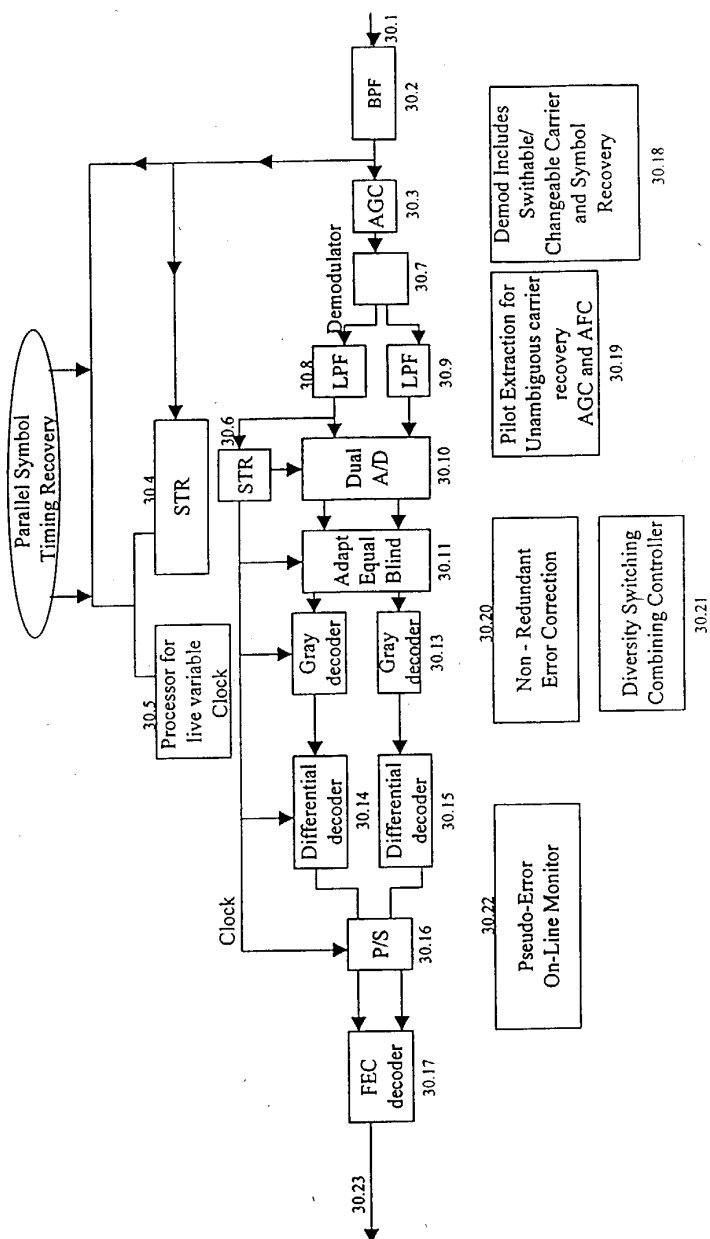 Parallel Symbol
Timing Recovery
30.1
BPF
30.2
AGC
30.3
Demodulator
30.7
30.8
LPF
LPF
30.9
30.4
STR
30.5
Processor for
live variable
Clock
30.6
STR
Dual
A/D
30.10
Adapt
Equal
Blind
30.11
Gray
decoder
Gray
decoder
30.13
Differential
decoder
30.14
Differential
decoder
30.15
Clock
P/S
30.16
FEC
decoder
30.17
30.23
Demod Includes
Swithable/
Changeable Carrier
and Symbol
Recovery
30.18
Pilot Extraction for
Unambiguous carrier
recovery
AGC and AFC
30.19
30.20
Non - Redundant
Error Correction
Diversity Switching
Combining Controller
30.21
30.22
Pseudo-Error
On-Line Monitor